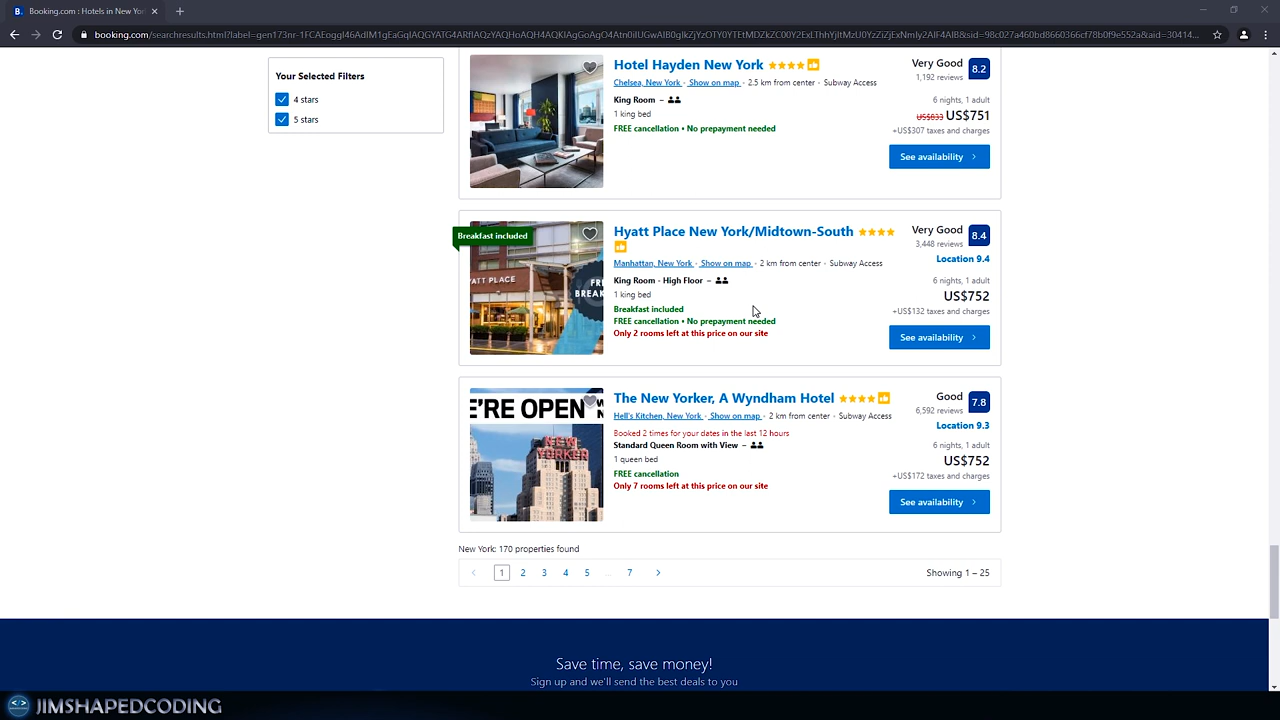 Booking.com : Hotels in New Yor
booking.com/searchresults.html?label=gen173nr-1FCAEoggI46AdIM1gEaGqIAQGYATG4ARfIAQzYAQHoAQH4AQKIAgGoAgO4Atn0iIUGwAIB0gIkZjYzOTY0YTEtMDZkZC00Y2ExLThhYjItMzU0YzZiZjExNmIy2AIF4AIB&sid=98c027a460bd8660366cf78b0f9e552a&aid=30414...
Your Selected Filters
4 stars
5 stars
Hotel Hayden New York
Chelsea, New York · Show on map · 2.5 km from center · Subway Access
King Room –
1 king bed
FREE cancellation • No prepayment needed
Very Good
1,192 reviews
8.2
6 nights, 1 adult
US$833 US$751
+US$307 taxes and charges
See availability
Breakfast included
Hyatt Place New York/Midtown-South
Manhattan, New York · Show on map · 2 km from center · Subway Access
King Room - High Floor –
1 king bed
Breakfast included
FREE cancellation • No prepayment needed
Only 2 rooms left at this price on our site
Very Good
3,448 reviews
8.4
Location 9.4
6 nights, 1 adult
US$752
+US$132 taxes and charges
See availability
ATT PLACE
FR
BREAK
The New Yorker, A Wyndham Hotel
Hell's Kitchen, New York · Show on map · 2 km from center · Subway Access
Booked 2 times for your dates in the last 12 hours
Standard Queen Room with View –
1 queen bed
FREE cancellation
Only 7 rooms left at this price on our site
Good
6,592 reviews
7.8
Location 9.3
6 nights, 1 adult
US$752
+US$172 taxes and charges
See availability
'RE OPEN
NEW
YORKER
New York: 170 properties found
1 2 3 4 5 ... 7
Showing 1 – 25
Save time, save money!
Sign up and we'll send the best deals to you
JIMSHAPEDCODING